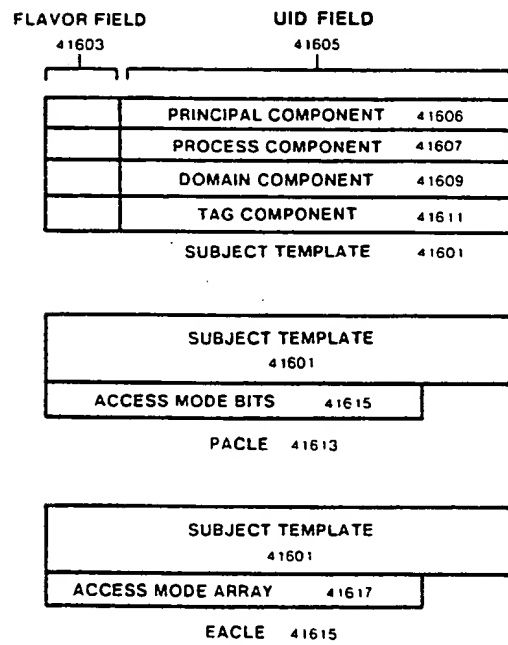 FLAVOR FIELD UID FIELD
41603 41605
PRINCIPAL COMPONENT 41606
PROCESS COMPONENT 41607
DOMAIN COMPONENT 41609
TAG COMPONENT 41611
SUBJECT TEMPLATE 41601
SUBJECT TEMPLATE
41601
ACCESS MODE BITS 41615
PACLE 41613
SUBJECT TEMPLATE
41601
ACCESS MODE ARRAY 41617
EACLE 41615